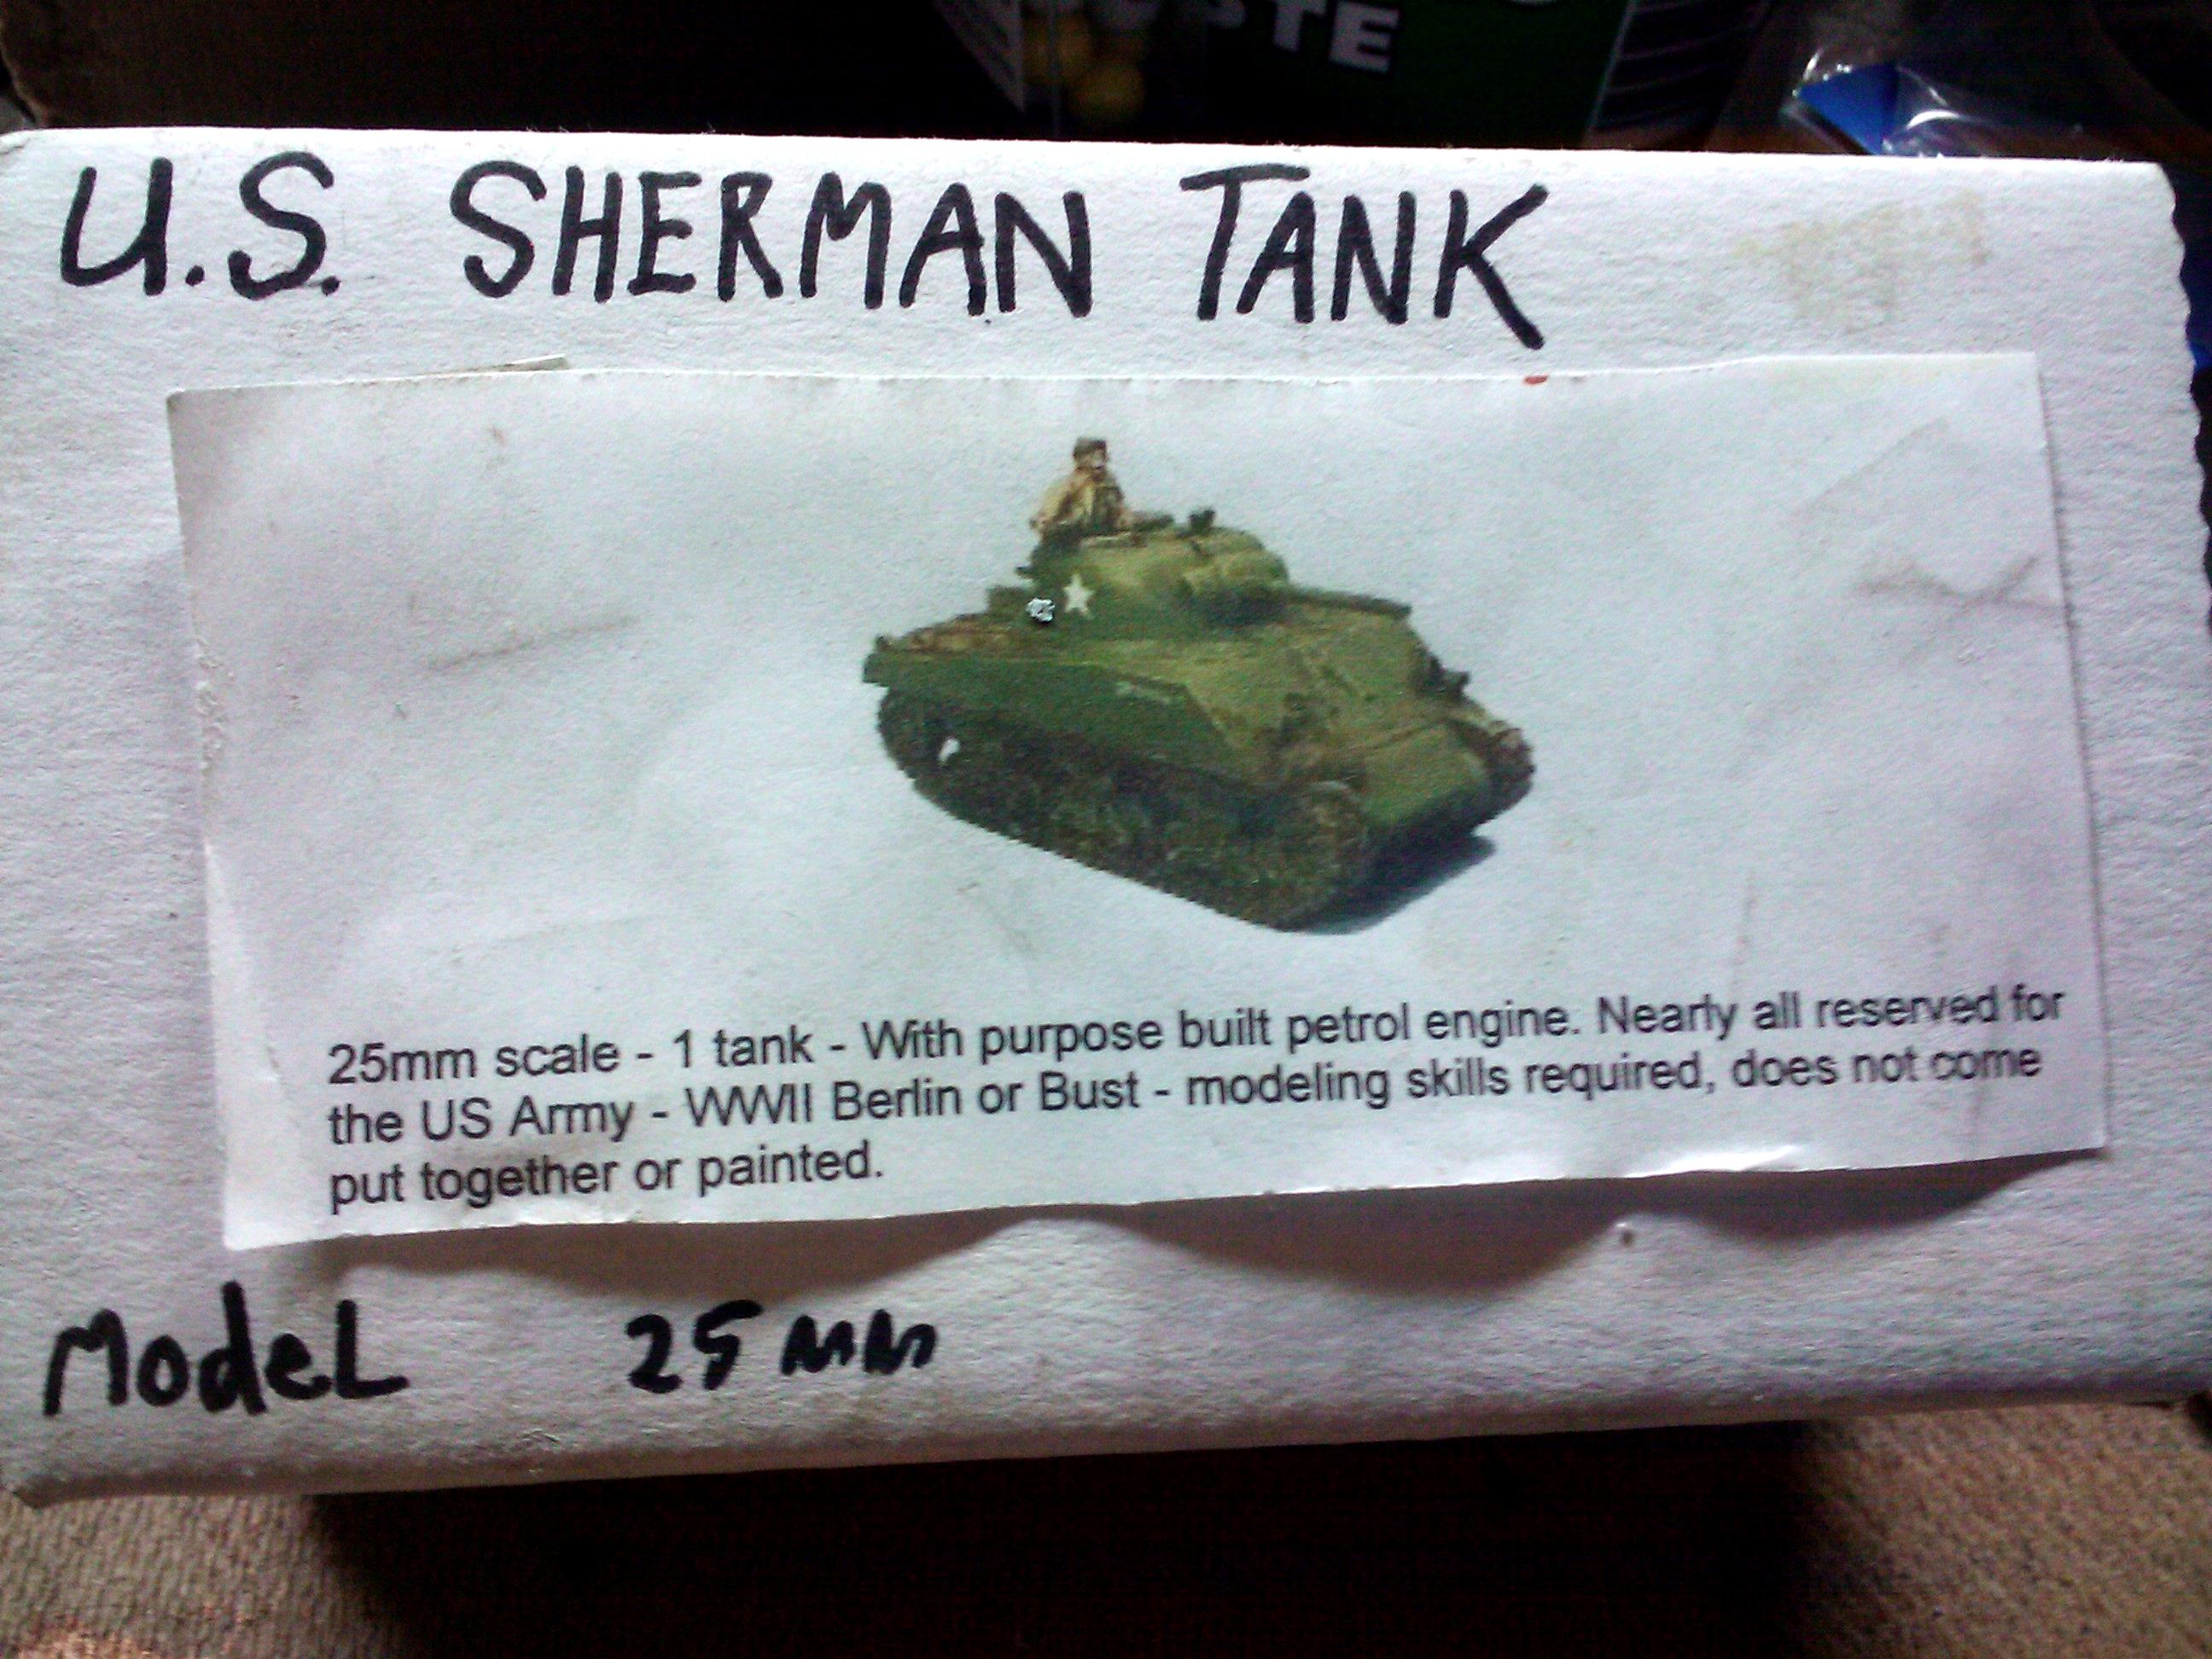 U.S. SHERMAN TANK
25mm scale - 1 tank - With purpose built petrol engine. Nearly all reserved for
the US Army - WWII Berlin or Bust - modeling skills required, does not come
put together or painted.
Model 25mm